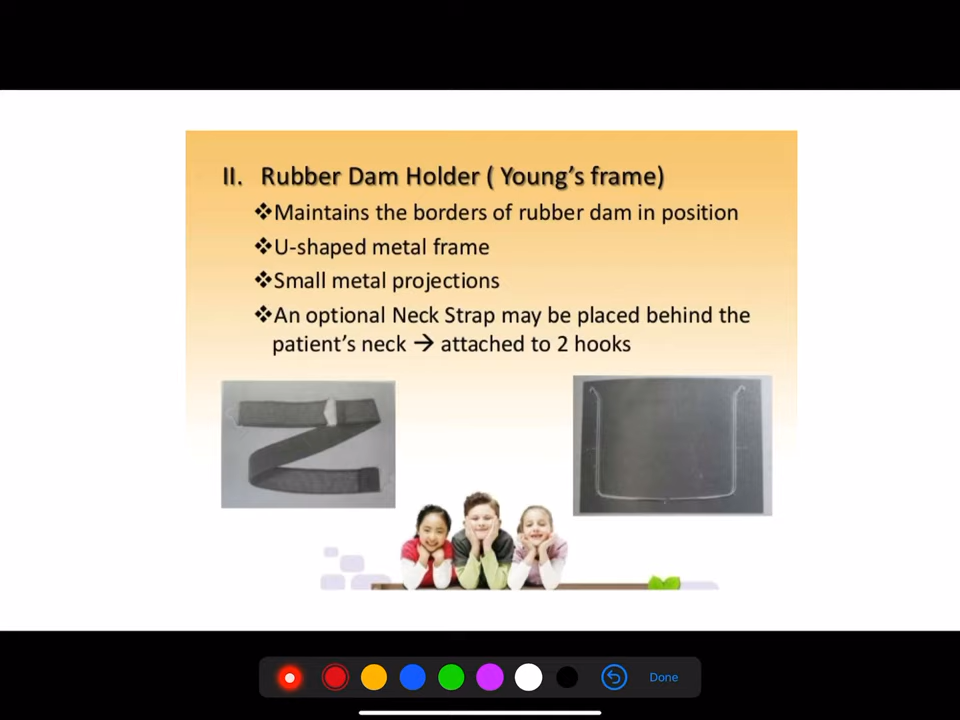 II. Rubber Dam Holder ( Young’s frame)
❖Maintains the borders of rubber dam in position
❖U-shaped metal frame
❖Small metal projections
❖An optional Neck Strap may be placed behind the
patient’s neck → attached to 2 hooks
Done